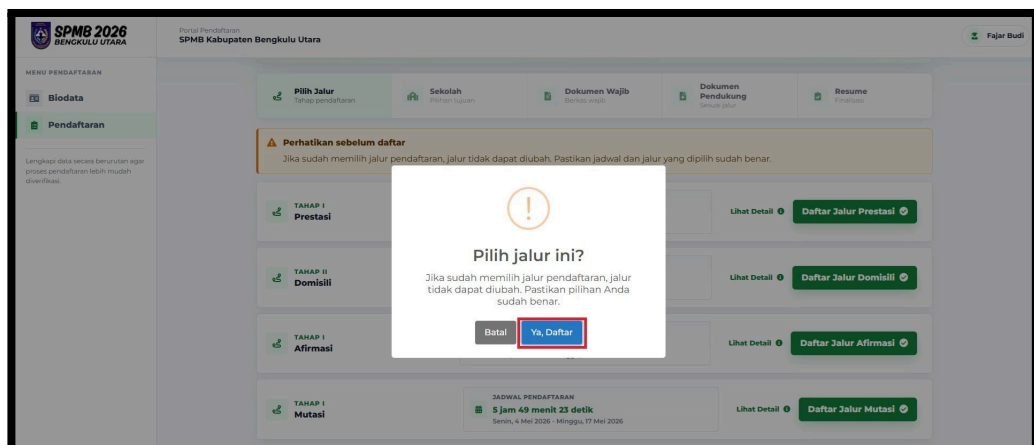 SPMB 2026
BENGKULU UTARA
Portal Pendaftaran
SPMB Kabupaten Bengkulu Utara
Fajar Budi
MENU PENDAFTARAN
Biodata
Pendaftaran
Lengkapi data secara berurutan agar
proses pendaftaran lebih mudah
diverifikasi.
Pilih Jalur
Tahap pendaftaran
Sekolah
Pilihan tujuan
Dokumen Wajib
Berkas wajib
Dokumen
Pendukung
Sesuai jalur
Resume
Finalisasi
Perhatikan sebelum daftar
Jika sudah memilih jalur pendaftaran, jalur tidak dapat diubah. Pastikan jadwal dan jalur yang dipilih sudah benar.
TAHAP I
Prestasi
Lihat Detail
Daftar Jalur Prestasi
TAHAP II
Domisili
Lihat Detail
Daftar Jalur Domisili
TAHAP I
Afirmasi
Lihat Detail
Daftar Jalur Afirmasi
TAHAP I
Mutasi
JADWAL PENDAFTARAN
5 jam 49 menit 23 detik
Senin, 4 Mei 2026 - Minggu, 17 Mei 2026
Lihat Detail
Daftar Jalur Mutasi
Pilih jalur ini?
Jika sudah memilih jalur pendaftaran, jalur
tidak dapat diubah. Pastikan pilihan Anda
sudah benar.
Batal
Ya, Daftar